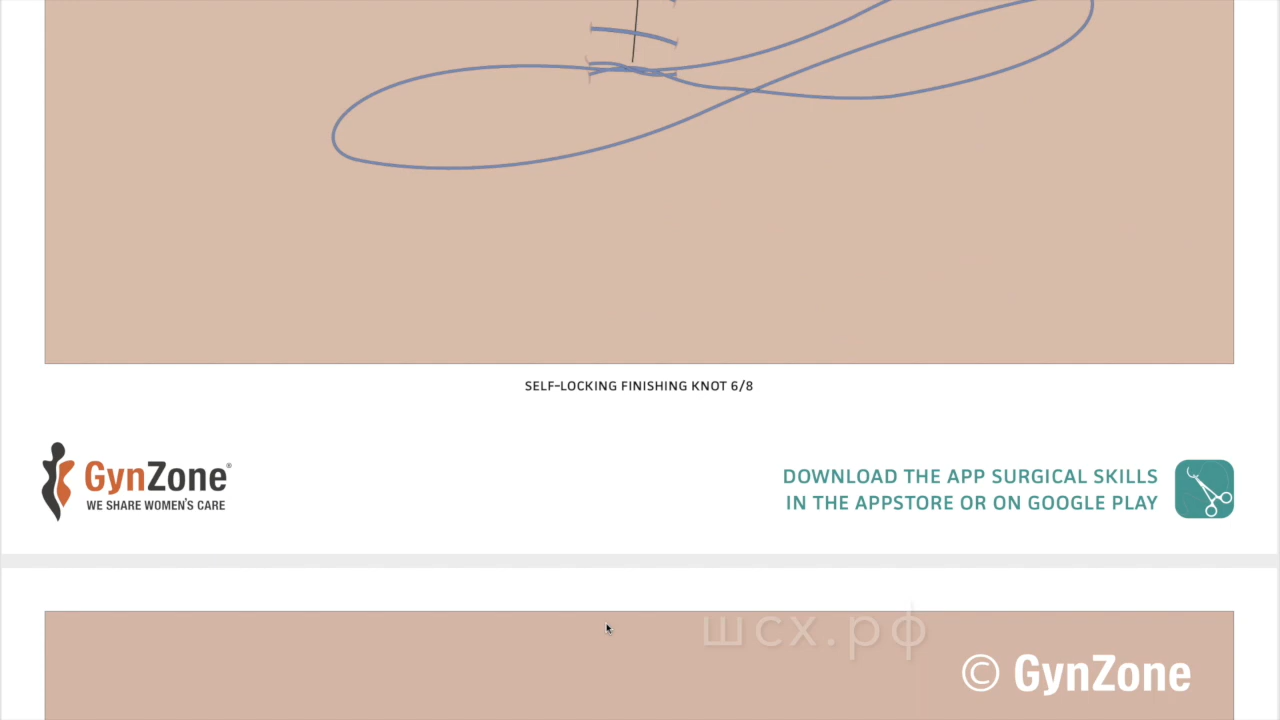 SELF-LOCKING FINISHING KNOT 6/8
GynZone®
WE SHARE WOMEN'S CARE
DOWNLOAD THE APP SURGICAL SKILLS
IN THE APPSTORE OR ON GOOGLE PLAY
шсх.рф
© GynZone